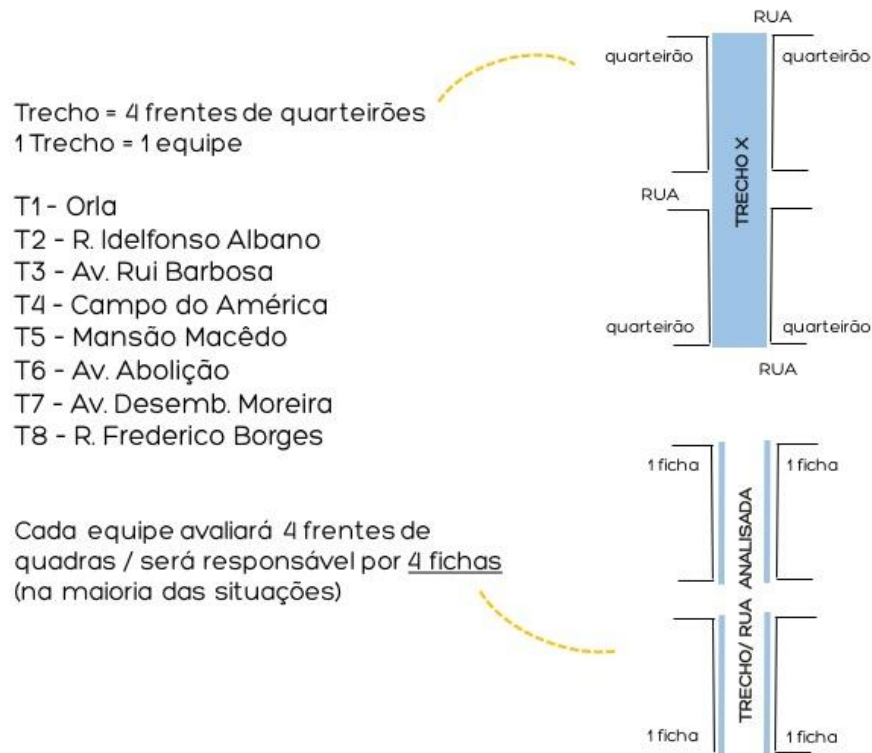 Trecho = 4 frentes de quarteirões
1 Trecho = 1 equipe
T1 - Orla
T2 - R. Idelfonso Albano
T3 - Av. Rui Barbosa
T4 - Campo do América
T5 - Mansão Macêdo
T6 - Av. Abolição
T7 - Av. Desemb. Moreira
T8 - R. Frederico Borges
Cada equipe avaliará 4 frentes de
quadras / será responsável por 4 fichas
(na maioria das situações)
RUA
quarteirão
quarteirão
TRECHO X
RUA
quarteirão
quarteirão
RUA
1 ficha
1 ficha
TRECHO/ RUA ANALISADA
1 ficha
1 ficha